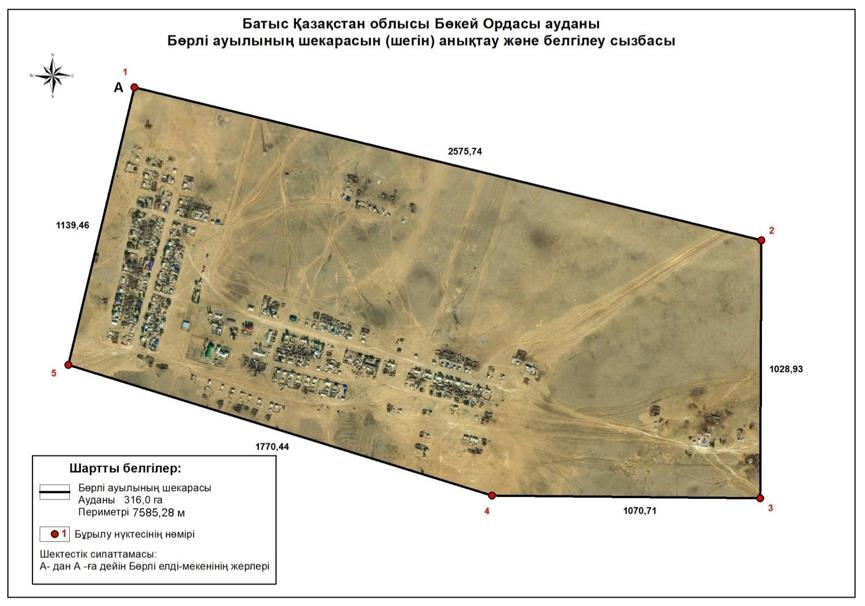 Батыс Қазақстан облысы Бөкей Ордасы ауданы
Бөрлі ауылының шекарасын (шегін) анықтау және белгілеу сызбасы
1
А
2575,74
2
1139,46
1028,93
5
1770,44
4
1070,71
3
Шартты белгілер:
Бөрлі ауылының шекарасы
Ауданы 316,0 га
Периметрі 7585,28 м
1 Бұрылу нүктесінің нөмірі
Шектестік сипаттамасы:
А- дан А -ға дейін Бөрлі елді-мекенінің жерлері